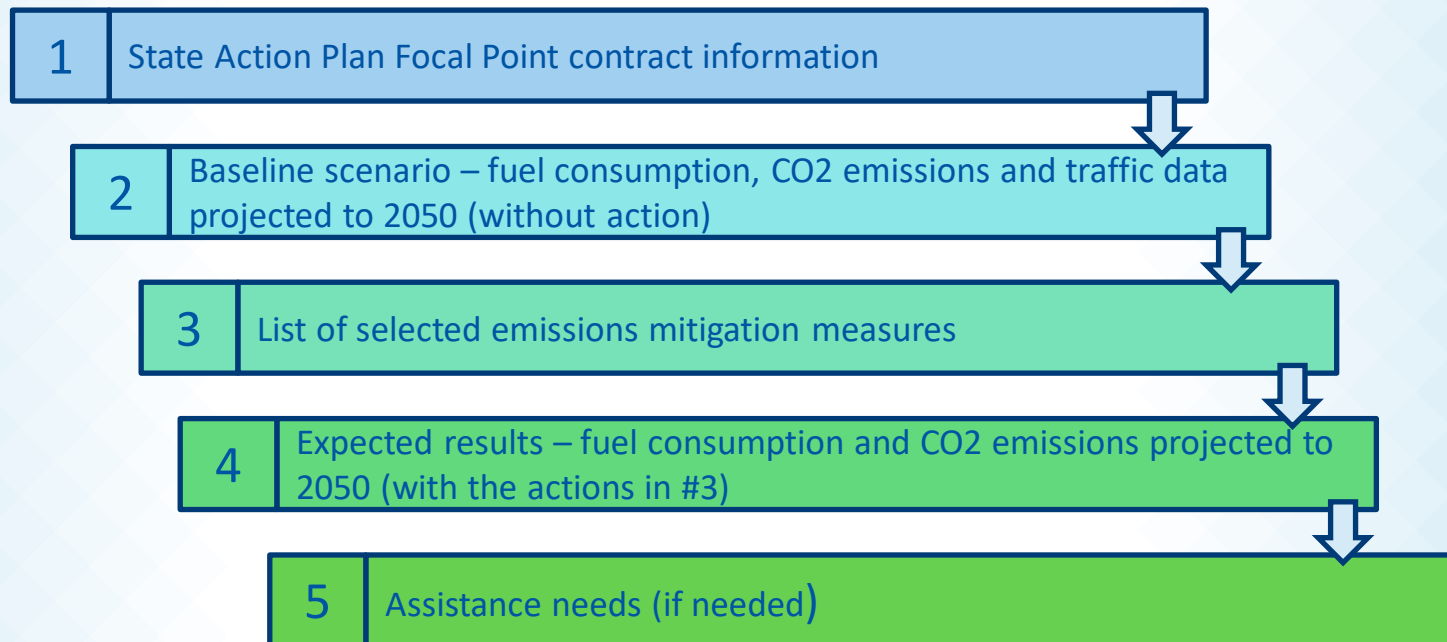 1
State Action Plan Focal Point contract information
2
Baseline scenario – fuel consumption, CO2 emissions and traffic data
projected to 2050 (without action)
3
List of selected emissions mitigation measures
4
Expected results – fuel consumption and CO2 emissions projected to
2050 (with the actions in #3)
5
Assistance needs (if needed)